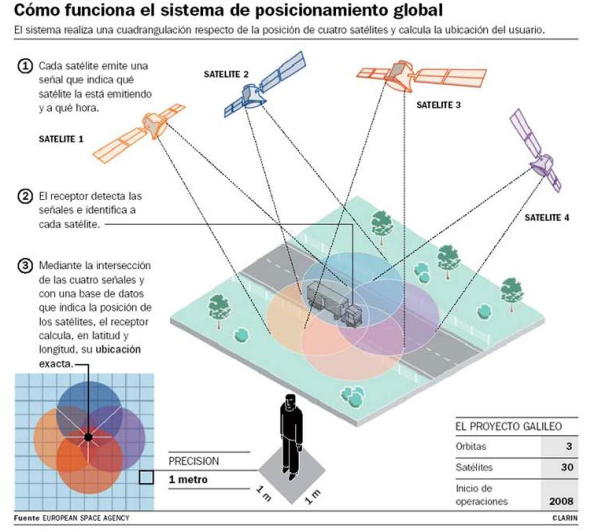 Cómo funciona el sistema de posicionamiento global
El sistema realiza una cuadrangulación respecto de la posición de cuatro satélites y calcula la ubicación del usuario.
1 Cada satélite emite una
señal que indica qué
satélite la está emitiendo
y a qué hora.
SATELITE 1
SATELITE 2
SATELITE 3
SATELITE 4
2 El receptor detecta las
señales e identifica a
cada satélite.
3 Mediante la intersección
de las cuatro señales y
con una base de datos
que indica la posición de
los satélites, el receptor
calcula, en latitud y
longitud, su ubicación
exacta.
PRECISION
1 metro
1 m
1 m
EL PROYECTO GALILEO
Orbitas 3
Satélites 30
Inicio de
operaciones 2008
Fuente EUROPEAN SPACE AGENCY
CLARIN